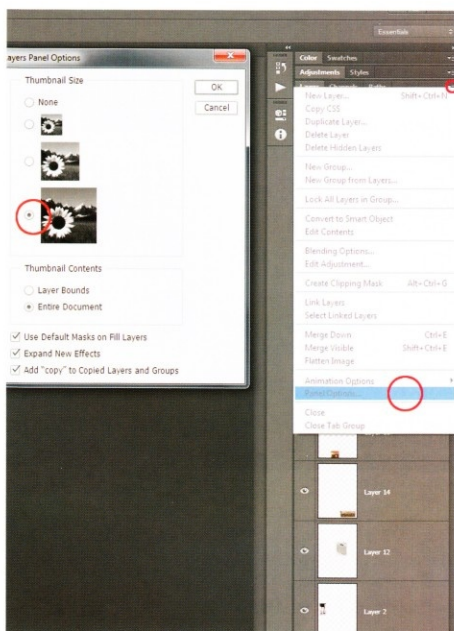 Essentials
ayers Panel Options
Thumbnail Size
None
OK
Cancel
Thumbnail Contents
Layer Bounds
Entire Document
Use Default Masks on Fill Layers
Expand New Effects
Add "copy" to Copied Layers and Groups
Color Swatches
Adjustments Styles
New Layer... Shift+Ctrl+N
Copy CSS
Duplicate Layer...
Delete Layer
Delete Hidden Layers
New Group...
New Group from Layers...
Lock All Layers in Group...
Convert to Smart Object
Edit Contents
Blending Options...
Edit Adjustment...
Create Clipping Mask Alt+Ctrl+G
Link Layers
Select Linked Layers
Merge Down Ctrl+E
Merge Visible Shift+Ctrl+E
Flatten Image
Animation Options
Panel Options...
Close
Close Tab Group
Layer 14
Layer 12
Layer 2